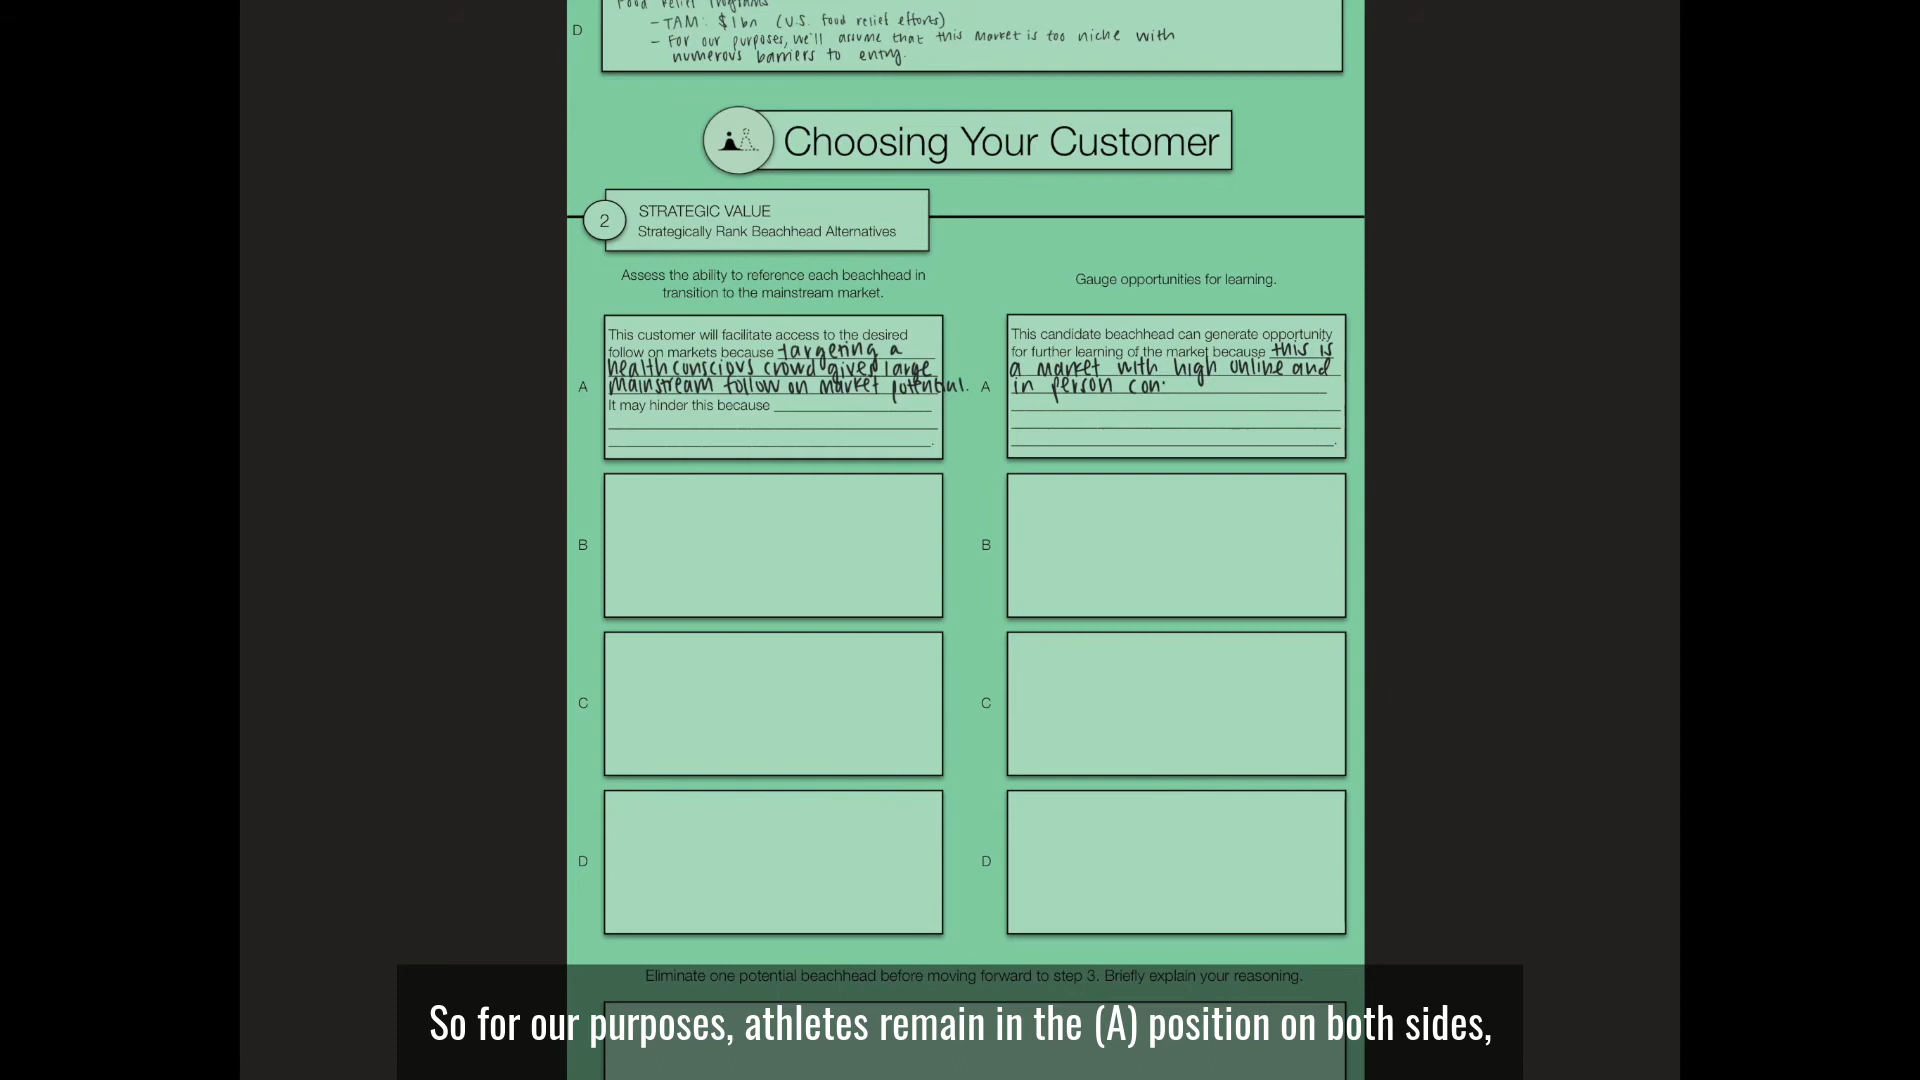 Food Relief Programs
D
- TAM: $1bn (U.S. food relief efforts)
- For our purposes, we'll assume that this market is too niche with
numerous barriers to entry.
Choosing Your Customer
2
STRATEGIC VALUE
Strategically Rank Beachhead Alternatives
Assess the ability to reference each beachhead in
transition to the mainstream market.
A
This customer will facilitate access to the desired
follow on markets because targeting a
health conscious crowd gives large
mainstream follow on market potential.
It may hinder this because
B
C
D
Gauge opportunities for learning.
A
This candidate beachhead can generate opportunity
for further learning of the market because this is
a market with high online and
in person con
B
C
D
Eliminate one potential beachhead before moving forward to step 3. Briefly explain your reasoning.
So for our purposes, athletes remain in the (A) position on both sides,